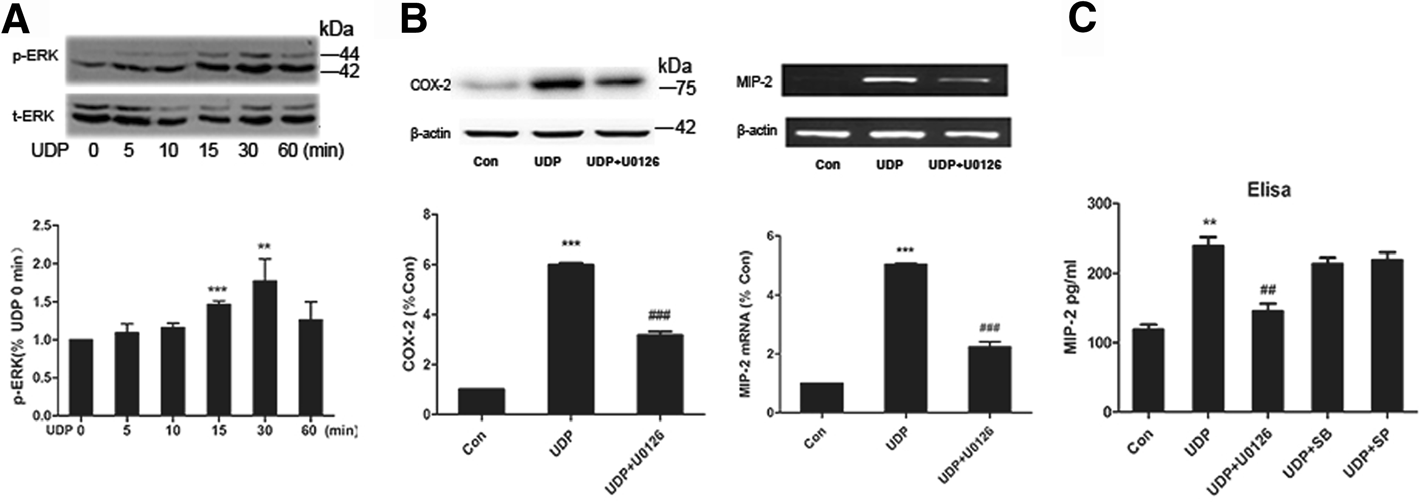 A
kDa
p-ERK
44
42
t-ERK
UDP 0 5 10 15 30 60 (min)
p-ERK(% UDP 0 min)
2.5
2.0
1.5
1.0
0.5
0.0
***
**
UDP 0 5 10 15 30 60 (min)
B
kDa
COX-2
75
β-actin
42
Con UDP UDP+U0126
COX-2 (% Con)
8
6
4
2
0
***
###
Con UDP UDP+U0126
MIP-2
β-actin
Con UDP UDP+U0126
MIP-2 mRNA (% Con)
6
4
2
0
***
###
Con UDP UDP+U0126
C
Elisa
MIP-2 pg/ml
300
200
100
0
**
##
Con UDP UDP+U0126 UDP+SB UDP+SP